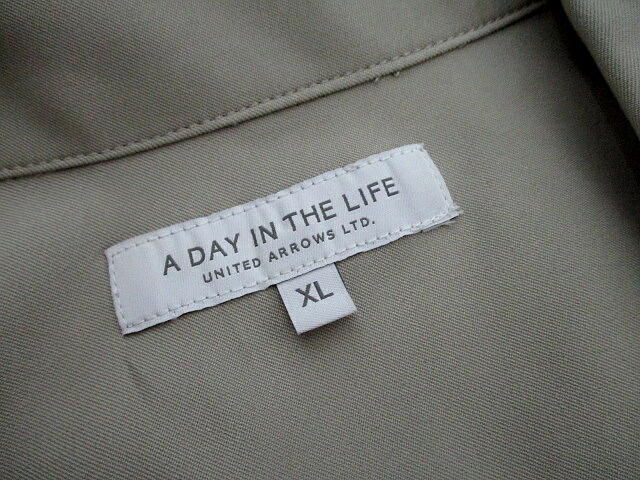 A DAY IN THE LIFE
UNITED ARROWS LTD.
XL